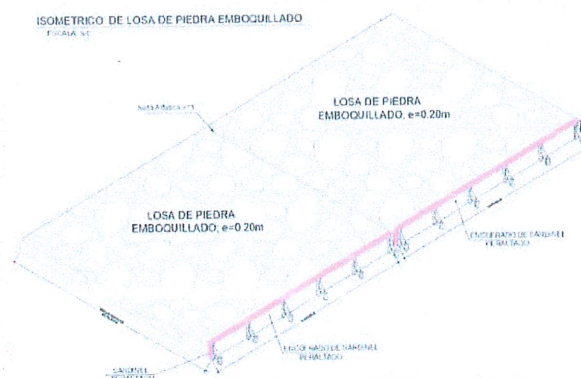 ISOMETRICO DE LOSA DE PIEDRA EMBOQUILLADO
LOSA DE PIEDRA
EMBOQUILLADO, e=0.20m
LOSA DE PIEDRA
EMBOQUILLADO, e=0.20m
ENCOFRADO DE SARDINEL
PERALTADO
ENCOFRADO DE SARDINEL
PERALTADO
SARDINEL